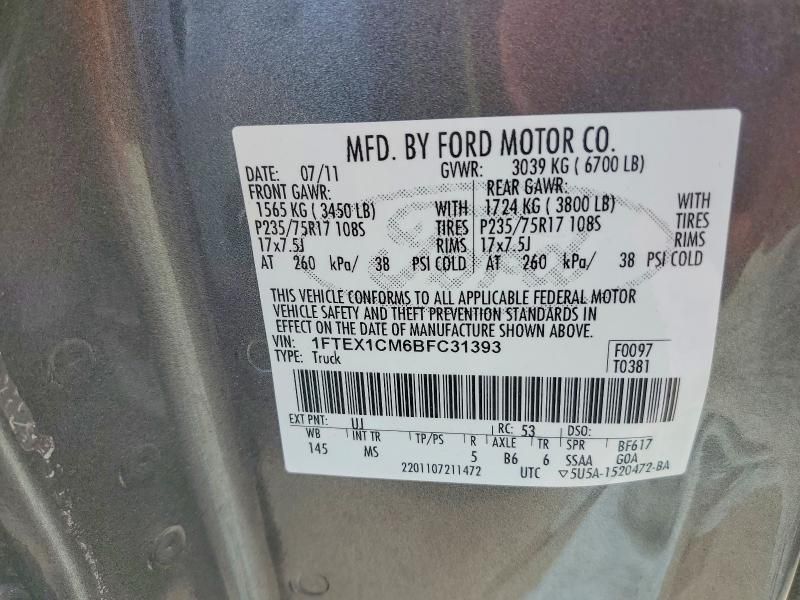 MFD. BY FORD MOTOR CO.
DATE: 07/11 GVWR: 3039 KG ( 6700 LB)
FRONT GAWR: REAR GAWR:
1565 KG ( 3450 LB) WITH 1724 KG ( 3800 LB) WITH
P235/75R17 108S TIRES P235/75R17 108S TIRES
17x7.5J RIMS 17x7.5J RIMS
AT 260 kPa/ 38 PSI COLD AT 260 kPa/ 38 PSI COLD
THIS VEHICLE CONFORMS TO ALL APPLICABLE FEDERAL MOTOR
VEHICLE SAFETY AND THEFT PREVENTION STANDARDS IN
EFFECT ON THE DATE OF MANUFACTURE SHOWN ABOVE.
VIN: 1FTEX1CM6BFC31393 F0097
TYPE: Truck T0381
EXT PNT: UJ RC: 53 DSO:
WB INT TR TP/PS R AXLE TR SPR BF617
145 MS 5 B6 6 SSAA GOA
2201107211472 UTC ▽5U5A-1520472-BA